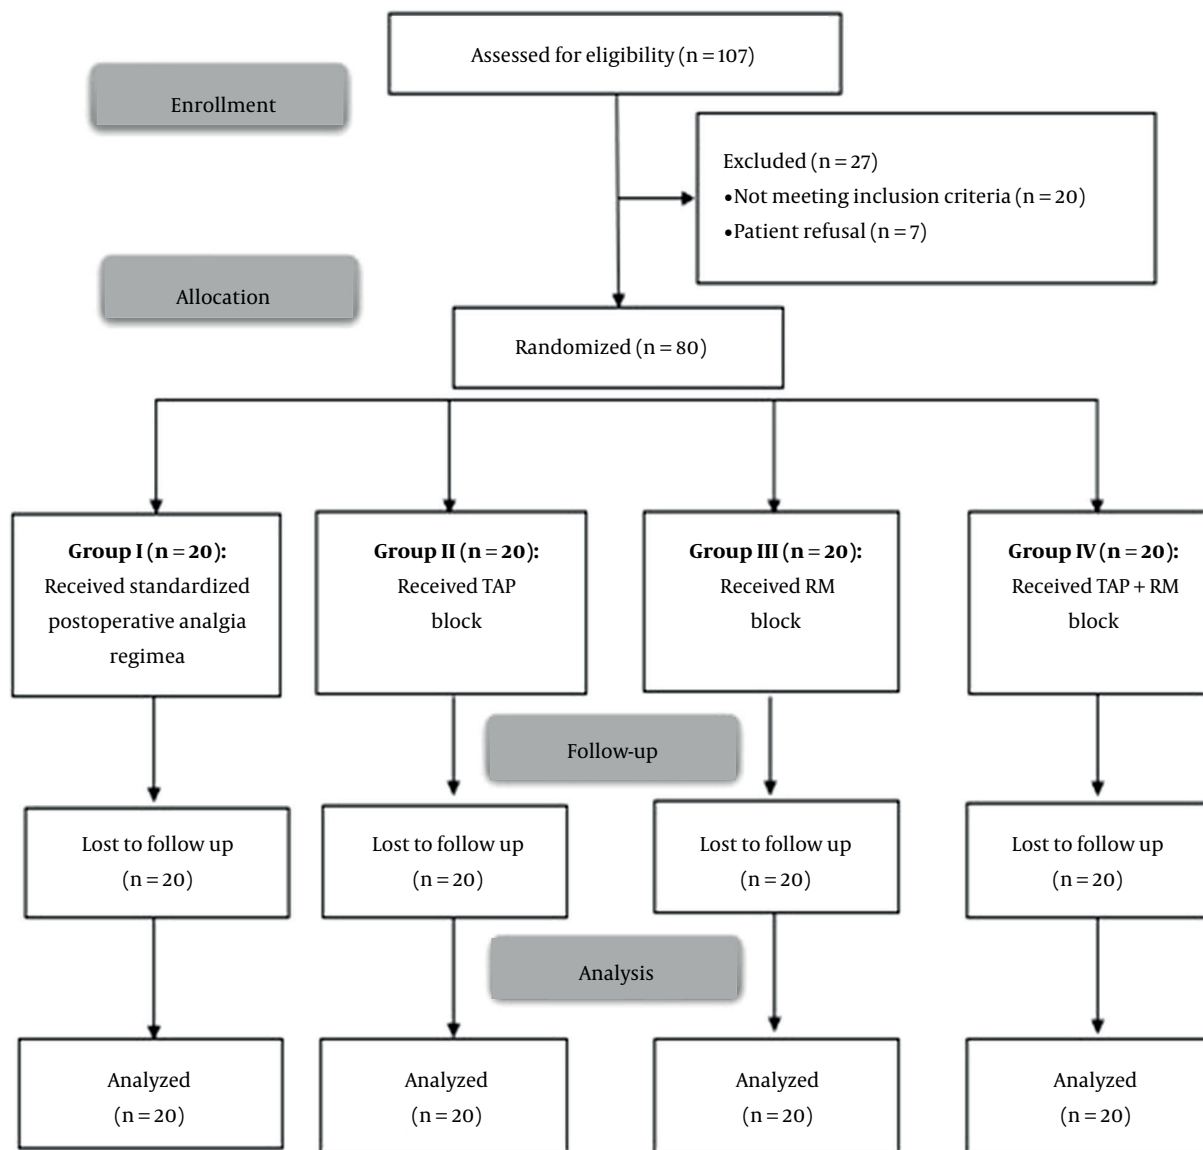 Assessed for eligibility (n = 107)
Enrollment
Excluded (n = 27)
•Not meeting inclusion criteria (n = 20)
•Patient refusal (n = 7)
Allocation
Randomized (n = 80)
Group I (n = 20):
Received standardized
postoperative analgia
regimea
Group II (n = 20):
Received TAP
block
Group III (n = 20):
Received RM
block
Group IV (n = 20):
Received TAP + RM
block
Follow-up
Lost to follow up
(n = 20)
Lost to follow up
(n = 20)
Lost to follow up
(n = 20)
Lost to follow up
(n = 20)
Analysis
Analyzed
(n = 20)
Analyzed
(n = 20)
Analyzed
(n = 20)
Analyzed
(n = 20)